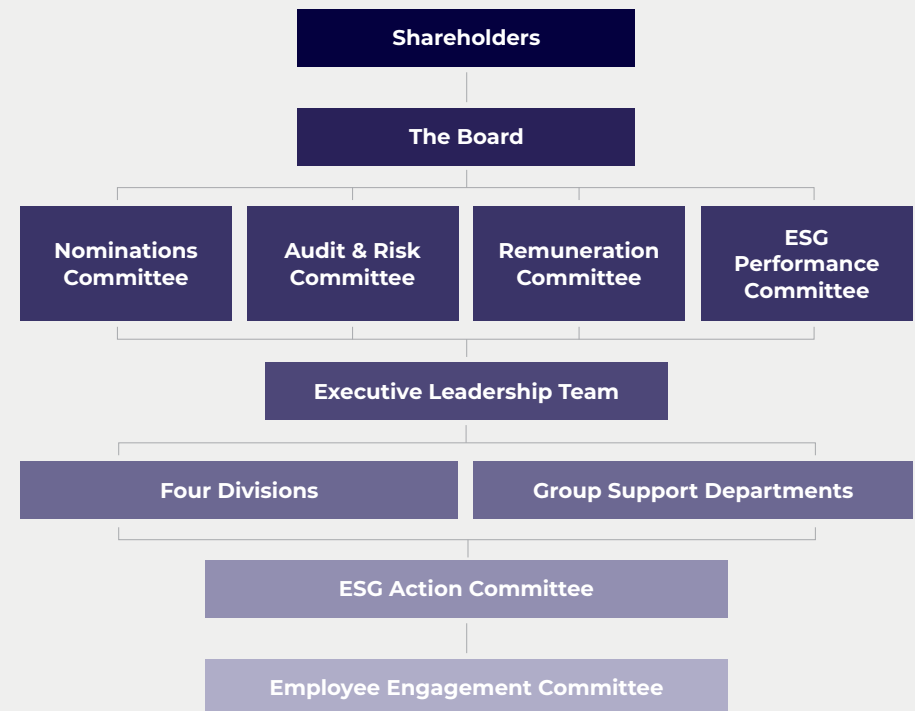 Shareholders
The Board
Nominations
Committee
Audit & Risk
Committee
Remuneration
Committee
ESG
Performance
Committee
Executive Leadership Team
Four Divisions
Group Support Departments
ESG Action Committee
Employee Engagement Committee